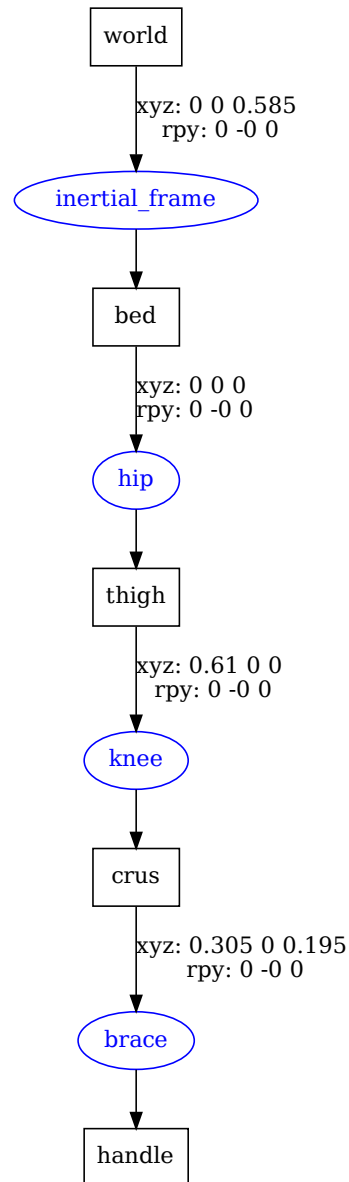 world
xyz: 0 0 0.585
rpy: 0 -0 0
inertial_frame
bed
xyz: 0 0 0
rpy: 0 -0 0
hip
thigh
xyz: 0.61 0 0
rpy: 0 -0 0
knee
crus
xyz: 0.305 0 0.195
rpy: 0 -0 0
brace
handle